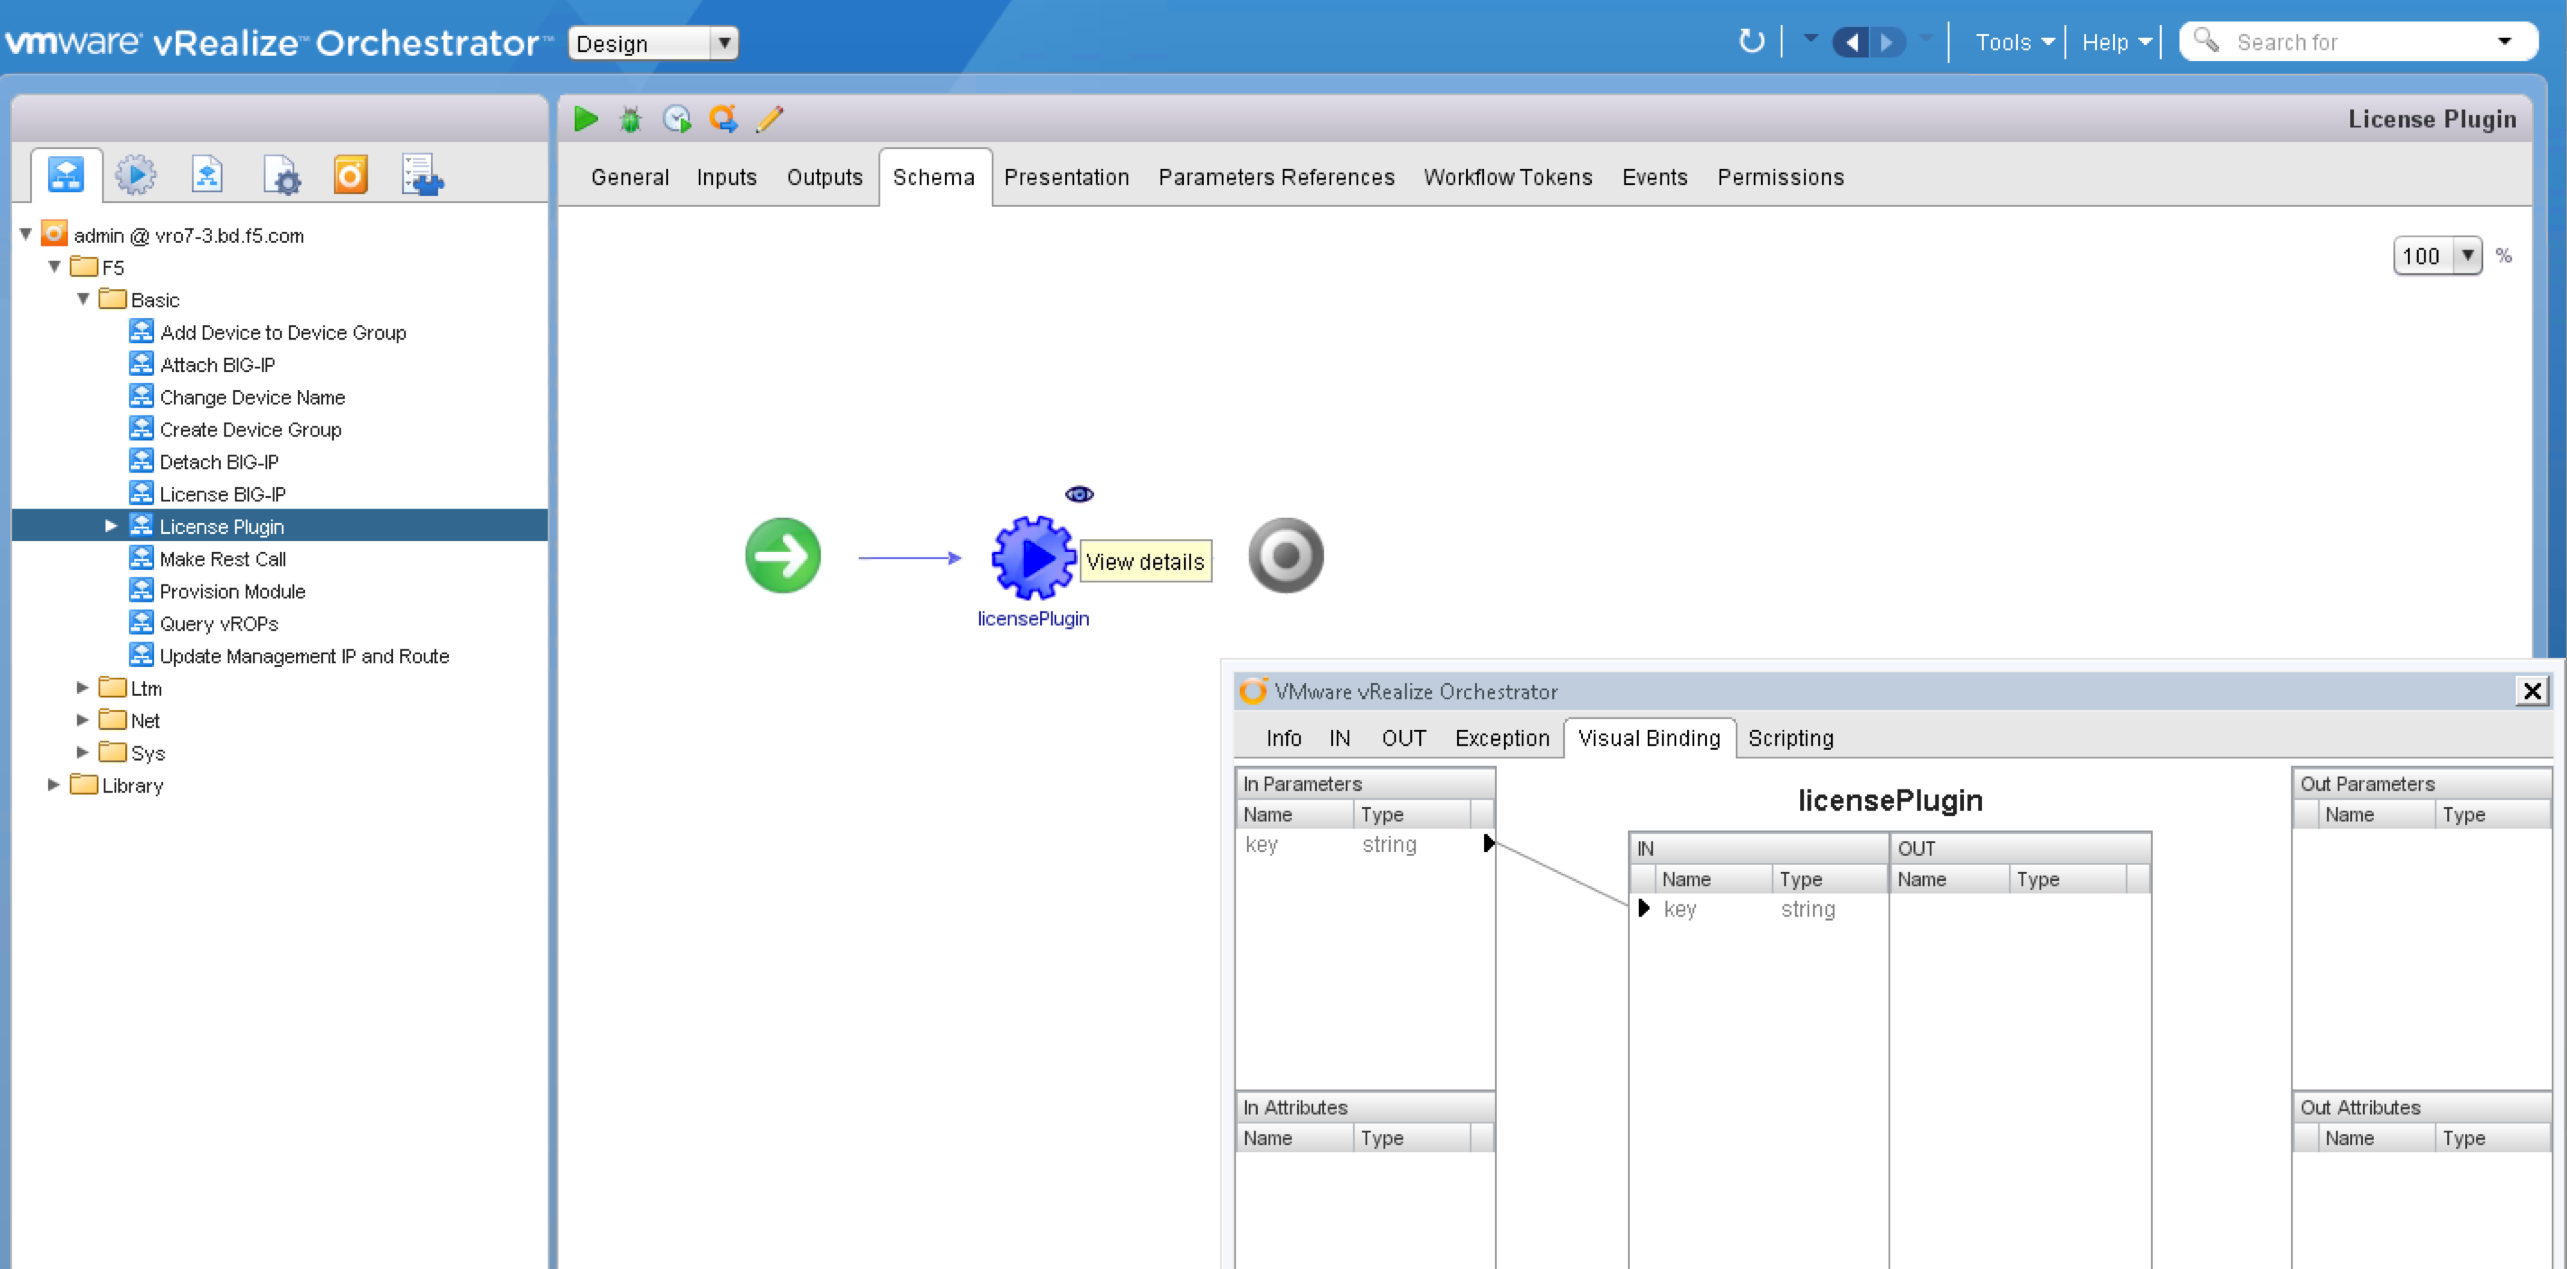 vmware vRealize™ Orchestrator™ Design Tools Help Search for
License Plugin
General Inputs Outputs Schema Presentation Parameters References Workflow Tokens Events Permissions
admin @ vro7-3.bd.f5.com
F5
Basic
Add Device to Device Group
Attach BIG-IP
Change Device Name
Create Device Group
Detach BIG-IP
License BIG-IP
License Plugin
Make Rest Call
Provision Module
Query vROPs
Update Management IP and Route
Ltm
Net
Sys
Library
100 %
View details
licensePlugin
VMware vRealize Orchestrator
Info IN OUT Exception Visual Binding Scripting
In Parameters
Name Type
key string
In Attributes
Name Type
licensePlugin
IN OUT
Name Type Name Type
key string
Out Parameters
Name Type
Out Attributes
Name Type